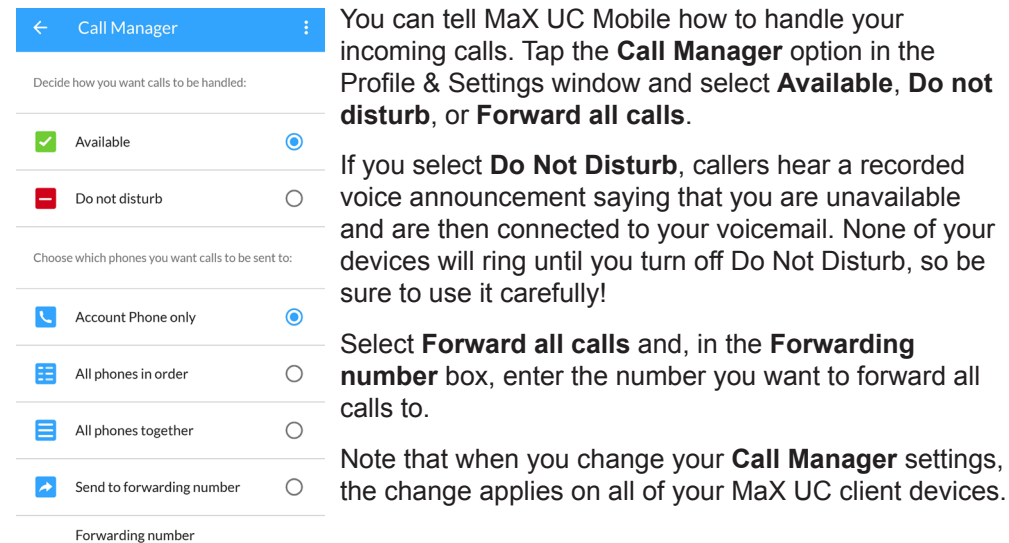 Call Manager
Decide how you want calls to be handled:
Available
Do not disturb
Choose which phones you want calls to be sent to:
Account Phone only
All phones in order
All phones together
Send to forwarding number
Forwarding number
You can tell MaX UC Mobile how to handle your
incoming calls. Tap the Call Manager option in the
Profile & Settings window and select Available, Do not
disturb, or Forward all calls.
If you select Do Not Disturb, callers hear a recorded
voice announcement saying that you are unavailable
and are then connected to your voicemail. None of your
devices will ring until you turn off Do Not Disturb, so be
sure to use it carefully!
Select Forward all calls and, in the Forwarding
number box, enter the number you want to forward all
calls to.
Note that when you change your Call Manager settings,
the change applies on all of your MaX UC client devices.